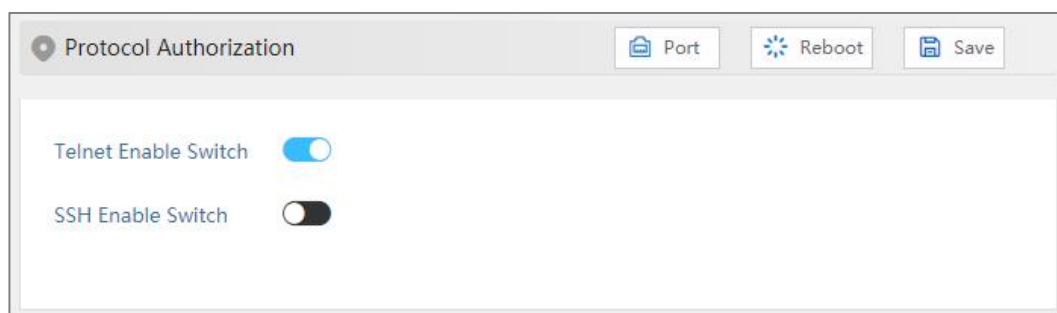 Protocol Authorization Port Reboot Save
Telnet Enable Switch
SSH Enable Switch